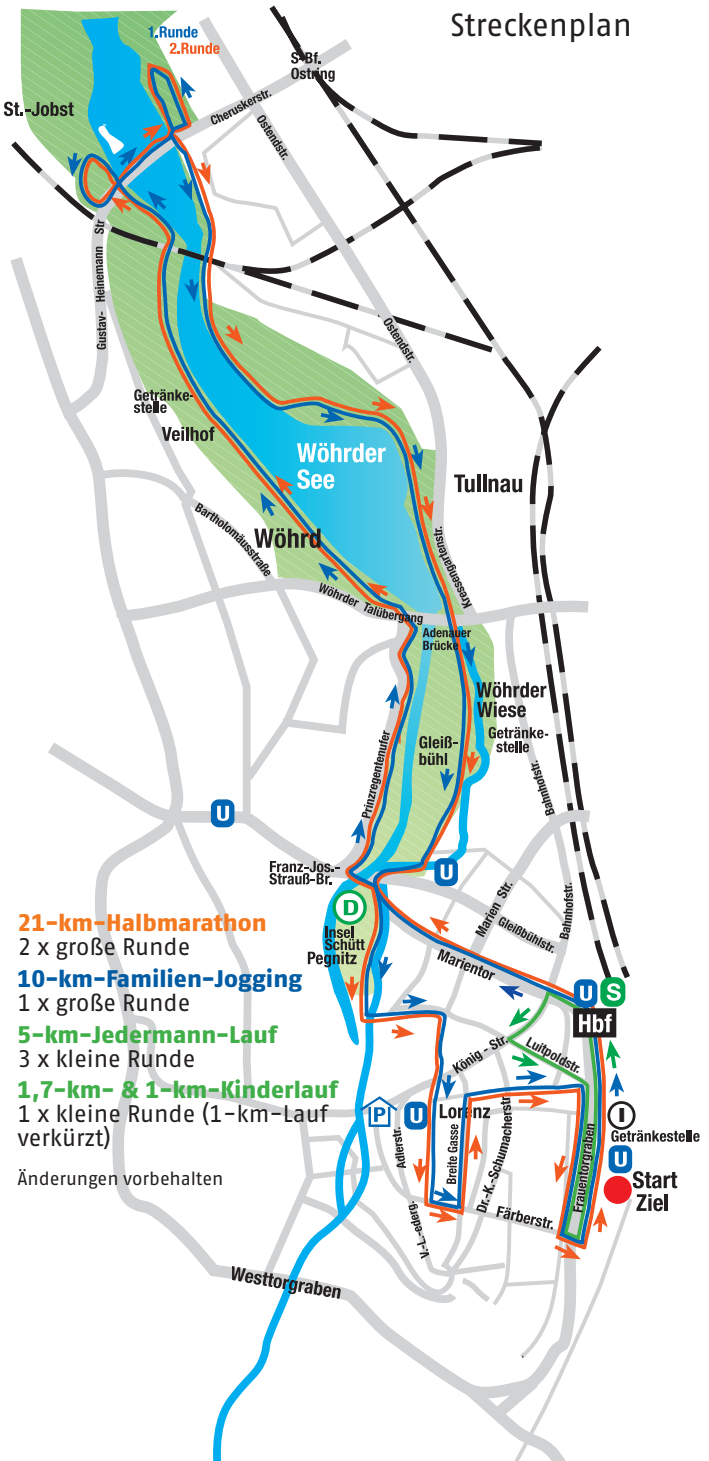 Streckenplan
1.Runde
2.Runde
S-Bf.
Ostring
St.-Jobst
Cheruskerstr.
Ostendstr.
Gustav- Heinemann Str
Ostendstr.
Getränke-
stelle
Veilhof
Wöhrder
See
Tullnau
Bartholomäusstraße
Wöhrd
Kressengartenstr.
Wöhrder Talübergang
Adenauer
Brücke
Wöhrder
Wiese
Getränke-
stelle
Gleiß-
bühl
Prinzregentenufer
Bahnhofstr.
U
Franz-Jos.-
Strauß-Br.
U
Marien Str.
Gleißbühlstr.
Bahnhofstr.
D
Insel
Schütt
Pegnitz
Marientor
21-km-Halbmarathon
2 x große Runde
10-km-Familien-Jogging
1 x große Runde
5-km-Jedermann-Lauf
3 x kleine Runde
1,7-km- & 1-km-Kinderlauf
1 x kleine Runde (1-km-Lauf
verkürzt)
Änderungen vorbehalten
U S
Hbf
König - Str.
Luitpoldstr.
P
U
Lorenz
Adlerstr.
Breite Gasse
Dr.-K.-Schumacherstr
Frauentorgraben
I
Getränkestelle
U
Start
Ziel
V.-L.-ederg.
Färberstr.
Westtorgraben